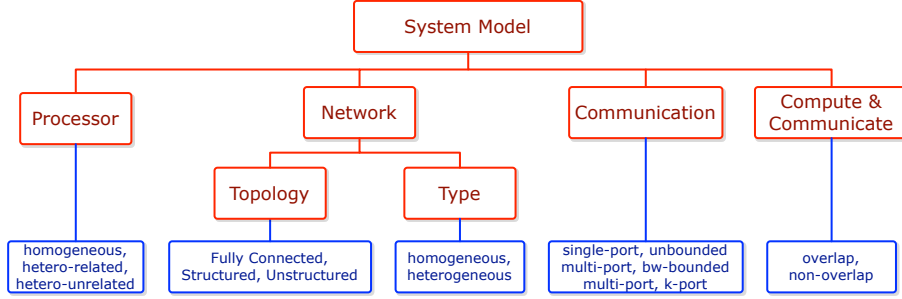 System Model
Processor
Network
Communication
Compute &
Communicate
Topology
Type
homogeneous,
hetero-related,
hetero-unrelated
Fully Connected,
Structured, Unstructured
homogeneous,
heterogeneous
single-port, unbounded
multi-port, bw-bounded
multi-port, k-port
overlap,
non-overlap